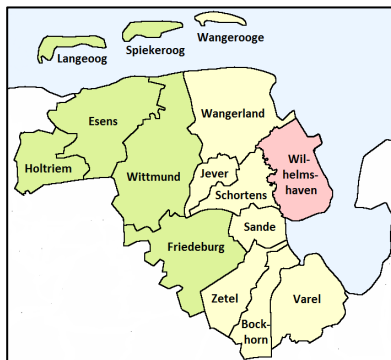 Wangerooge
Spiekeroog
Langeoog
Wangerland
Esens
Wil-
helms-
haven
Holtriem
Wittmund
Jever
Schortens
Sande
Friedeburg
Zetel
Varel
Bock-
horn